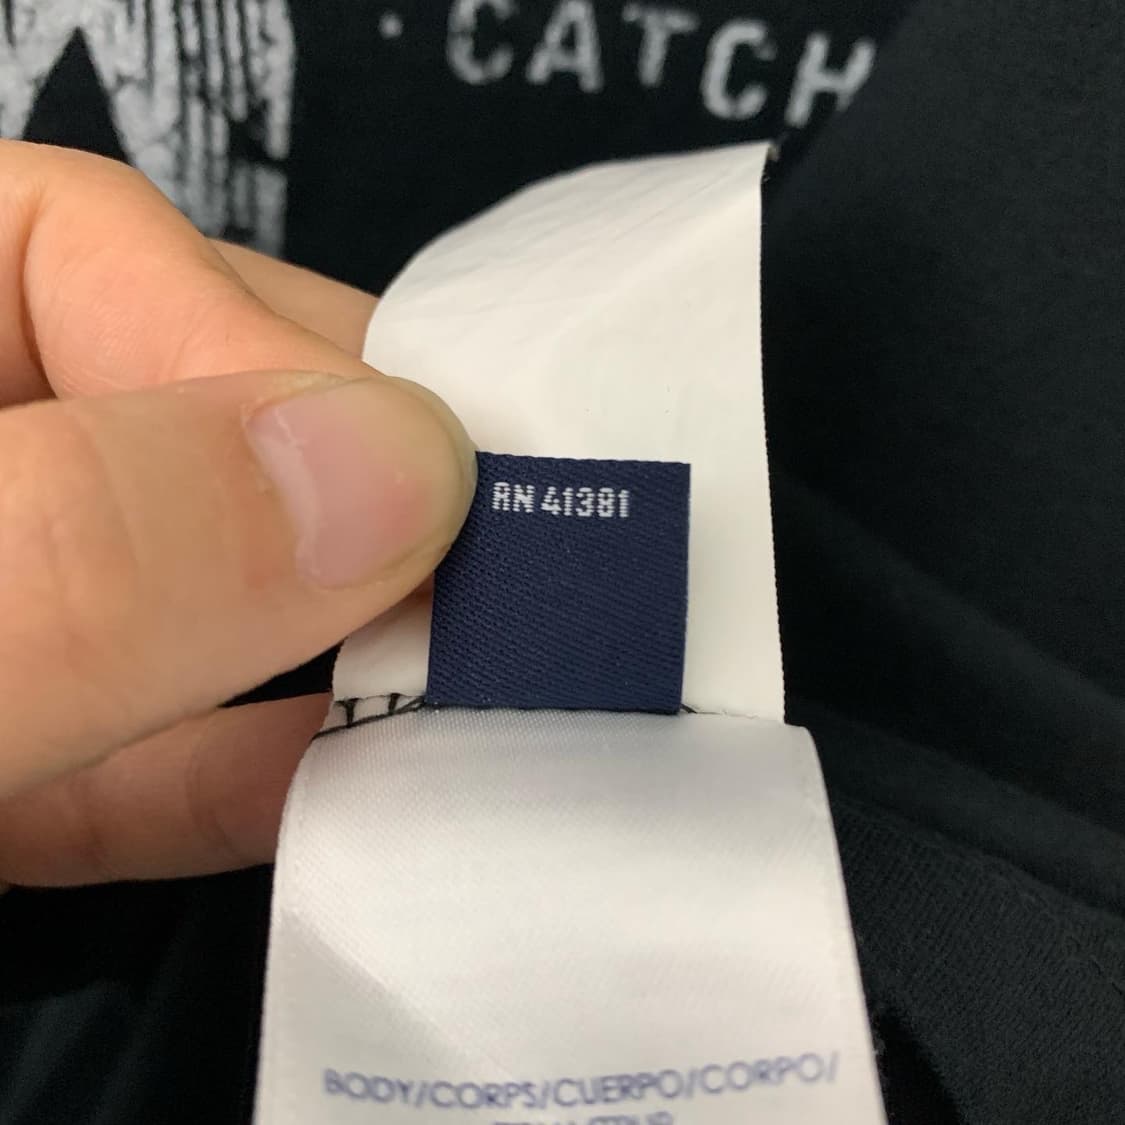 · CATCH
RN 41381
BODY/CORPS/CUERPO/CORPO/